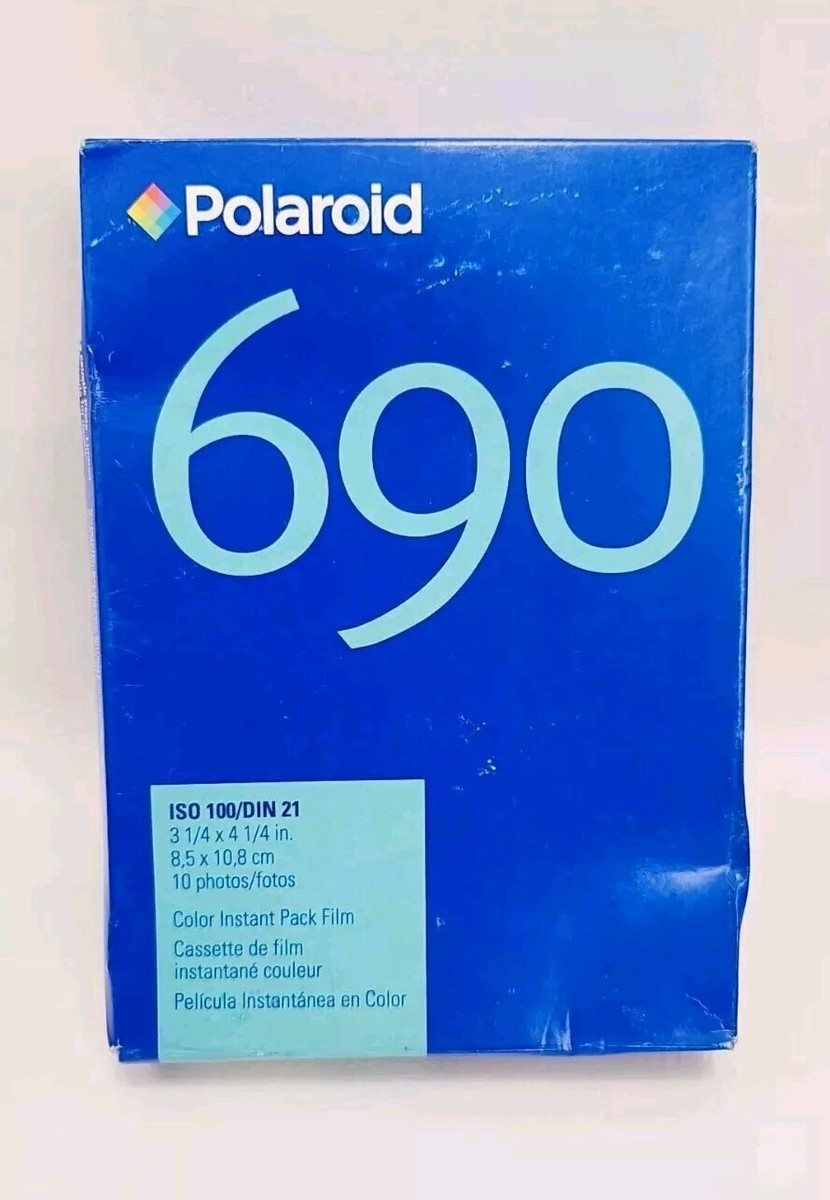 Polaroid
690
ISO 100/DIN 21
3 1/4 x 4 1/4 in.
8,5 x 10,8 cm
10 photos/fotos
Color Instant Pack Film
Cassette de film
instantané couleur
Película Instantánea en Color